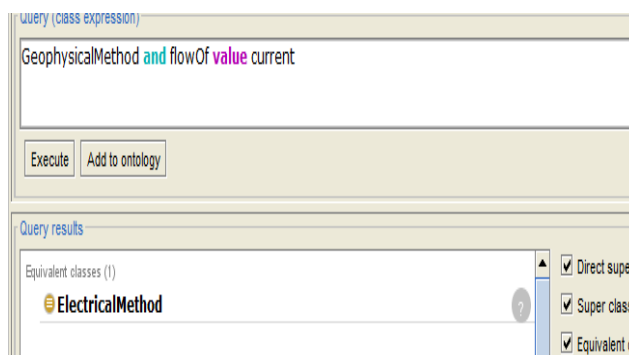 Query (class expression)
GeophysicalMethod and flowOf value current
Execute Add to ontology
Query results
Equivalent classes (1)
ElectricalMethod
?
Direct supe
Super class
Equivalent